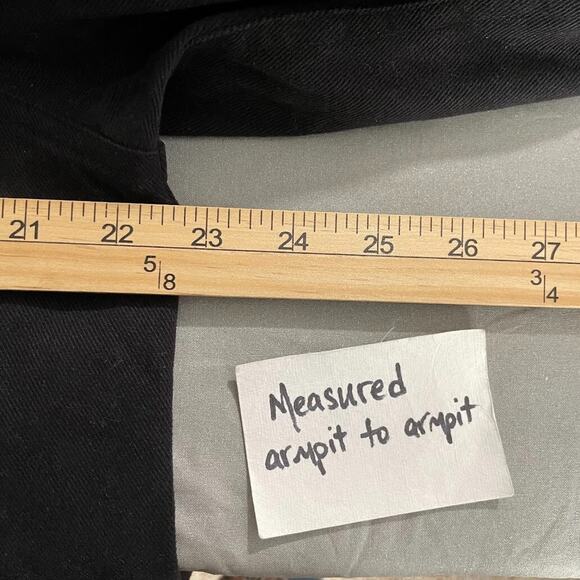 21 22 23 24 25 26 27
5/8 3/4
Measured
armpit to armpit